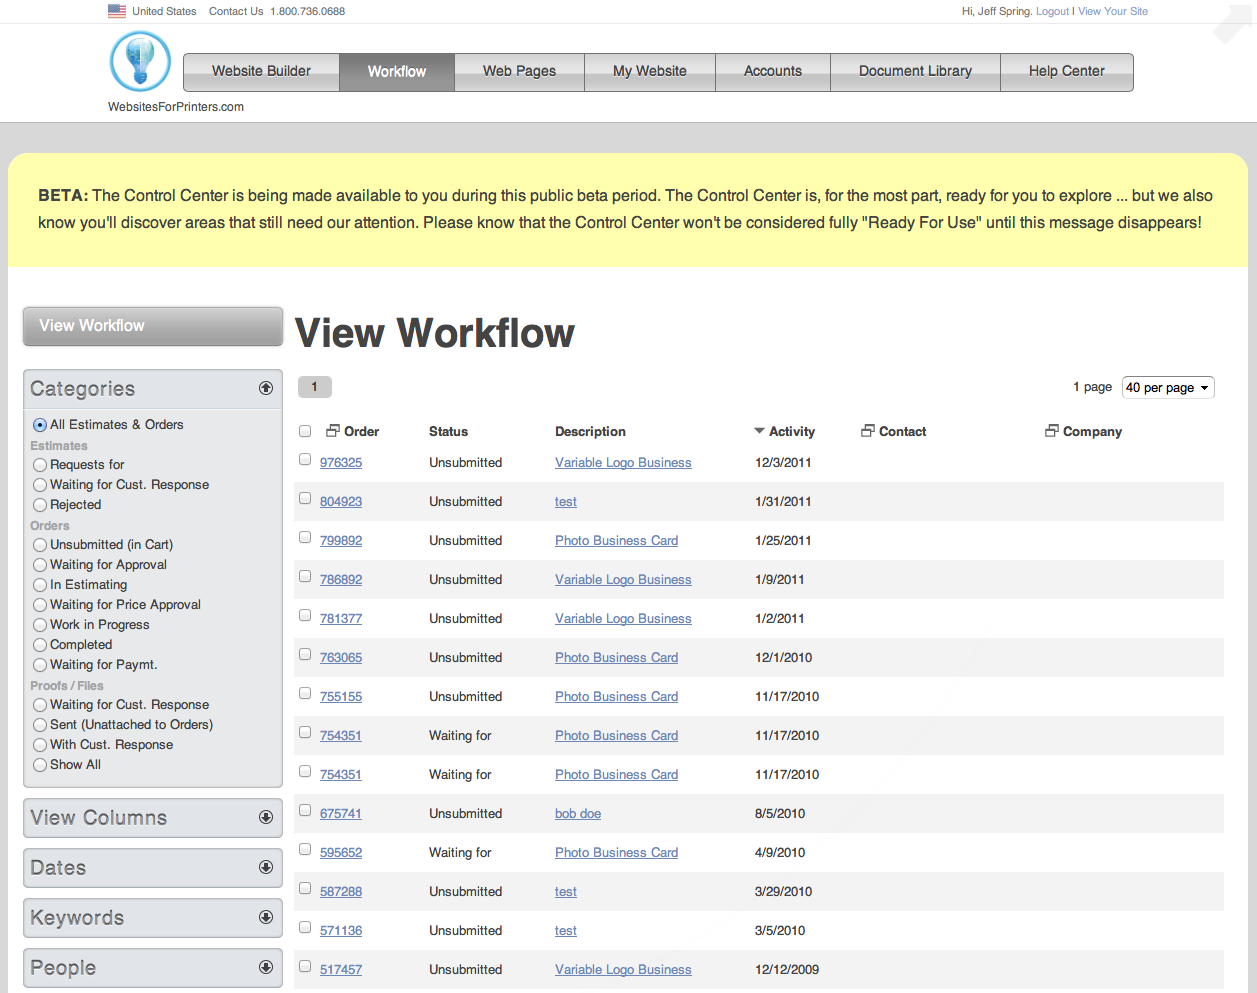 United States Contact Us 1.800.736.0688
Hi, Jeff Spring. Logout | View Your Site
Website Builder Workflow Web Pages My Website Accounts Document Library Help Center
WebsitesForPrinters.com
BETA: The Control Center is being made available to you during this public beta period. The Control Center is, for the most part, ready for you to explore ... but we also
know you'll discover areas that still need our attention. Please know that the Control Center won't be considered fully "Ready For Use" until this message disappears!
View Workflow
Categories
All Estimates & Orders
Estimates
Requests for
Waiting for Cust. Response
Rejected
Orders
Unsubmitted (in Cart)
Waiting for Approval
In Estimating
Waiting for Price Approval
Work in Progress
Completed
Waiting for Paymt.
Proofs / Files
Waiting for Cust. Response
Sent (Unattached to Orders)
With Cust. Response
Show All
View Columns
Dates
Keywords
People
View Workflow
1
1 page 40 per page
Order Status Description Activity Contact Company
976325 Unsubmitted Variable Logo Business 12/3/2011
804923 Unsubmitted test 1/31/2011
799892 Unsubmitted Photo Business Card 1/25/2011
786892 Unsubmitted Variable Logo Business 1/9/2011
781377 Unsubmitted Variable Logo Business 1/2/2011
763065 Unsubmitted Photo Business Card 12/1/2010
755155 Unsubmitted Photo Business Card 11/17/2010
754351 Waiting for Photo Business Card 11/17/2010
754351 Waiting for Photo Business Card 11/17/2010
675741 Unsubmitted bob doe 8/5/2010
595652 Waiting for Photo Business Card 4/9/2010
587288 Unsubmitted test 3/29/2010
571136 Unsubmitted test 3/5/2010
517457 Unsubmitted Variable Logo Business 12/12/2009